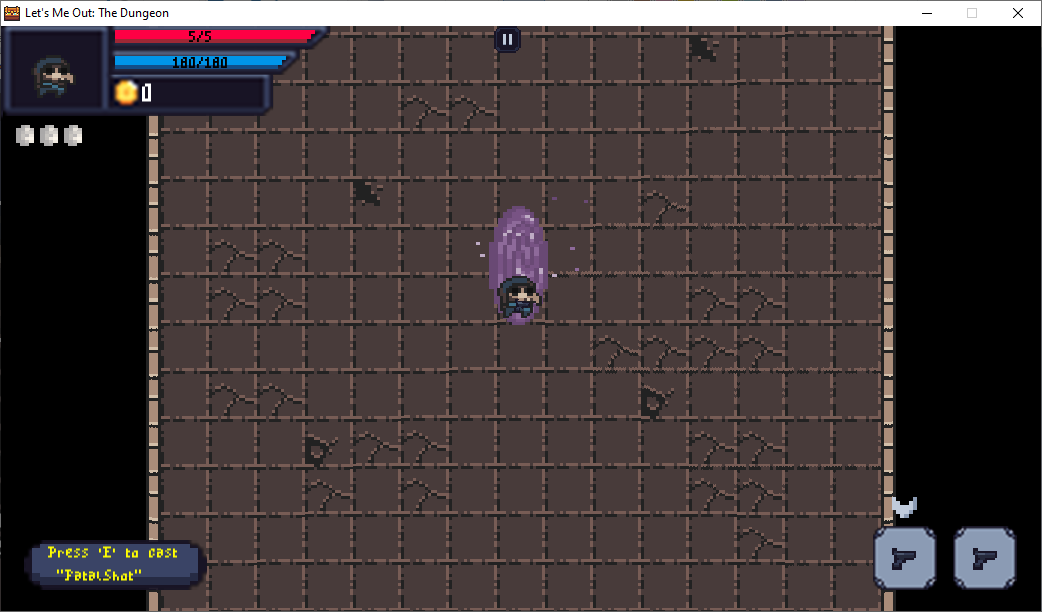 Let's Me Out: The Dungeon
5/5
180/180
0
Press 'E' to cast
"FatalShot"